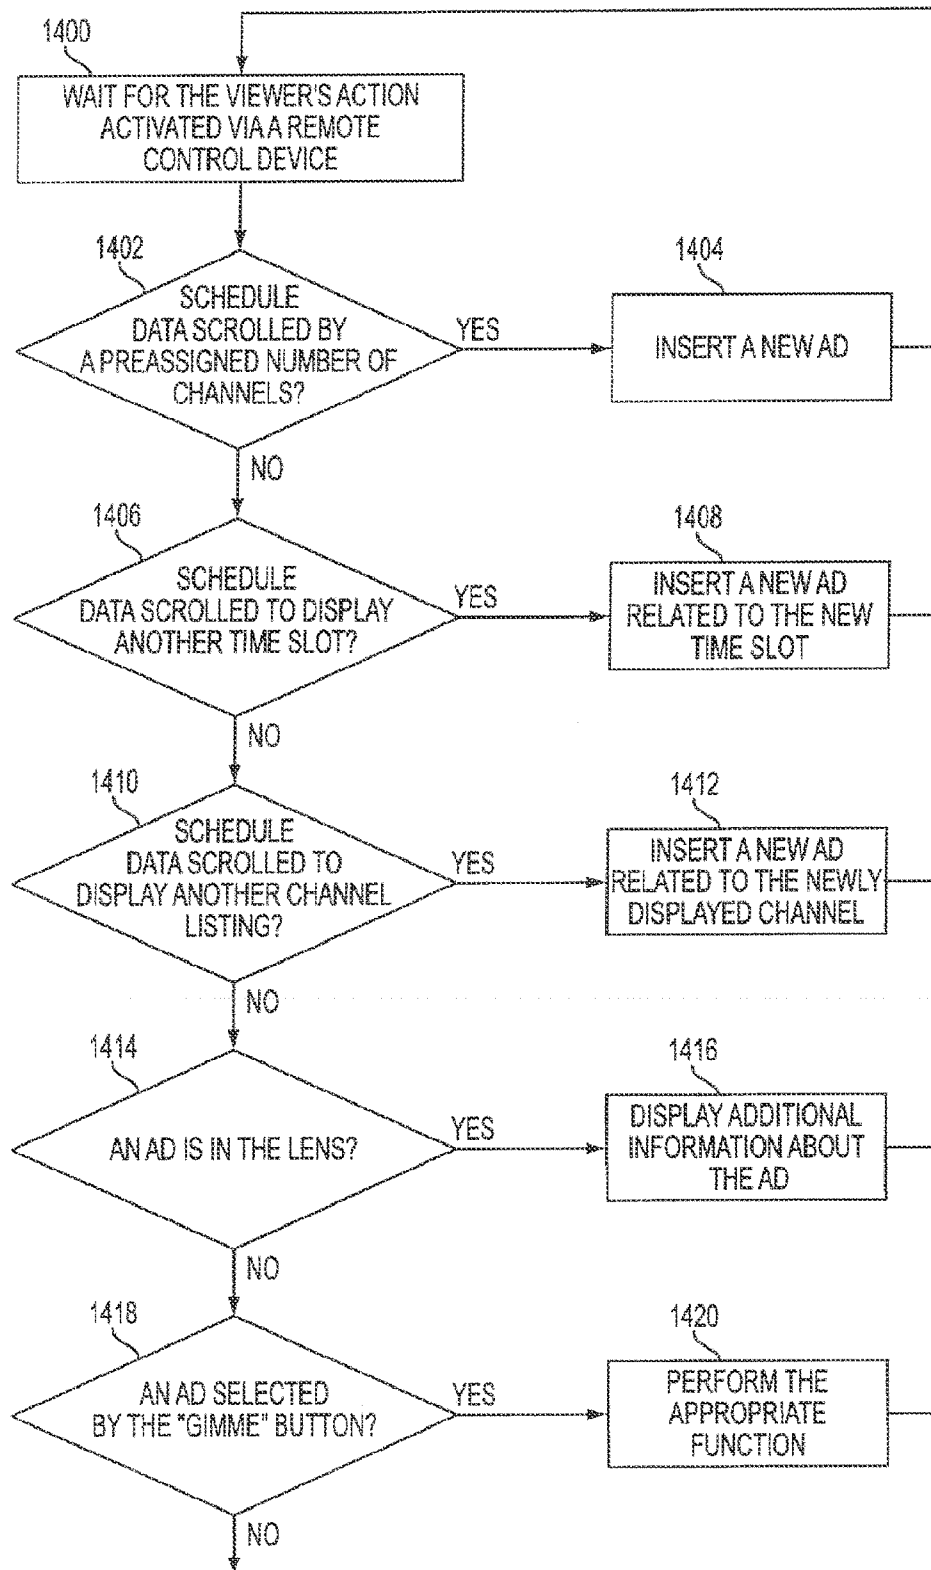 1400
WAIT FOR THE VIEWER'S ACTION
ACTIVATED VIA A REMOTE
CONTROL DEVICE
1402
SCHEDULE
DATA SCROLLED BY
A PREASSIGNED NUMBER OF
CHANNELS?
YES
1404
INSERT A NEW AD
NO
1406
SCHEDULE
DATA SCROLLED TO DISPLAY
ANOTHER TIME SLOT?
YES
1408
INSERT A NEW AD
RELATED TO THE NEW
TIME SLOT
NO
1410
SCHEDULE
DATA SCROLLED TO
DISPLAY ANOTHER CHANNEL
LISTING?
YES
1412
INSERT A NEW AD
RELATED TO THE NEWLY
DISPLAYED CHANNEL
NO
1414
AN AD IS IN THE LENS?
YES
1416
DISPLAY ADDITIONAL
INFORMATION ABOUT
THE AD
NO
1418
AN AD SELECTED
BY THE "GIMME" BUTTON?
YES
1420
PERFORM THE
APPROPRIATE
FUNCTION
NO